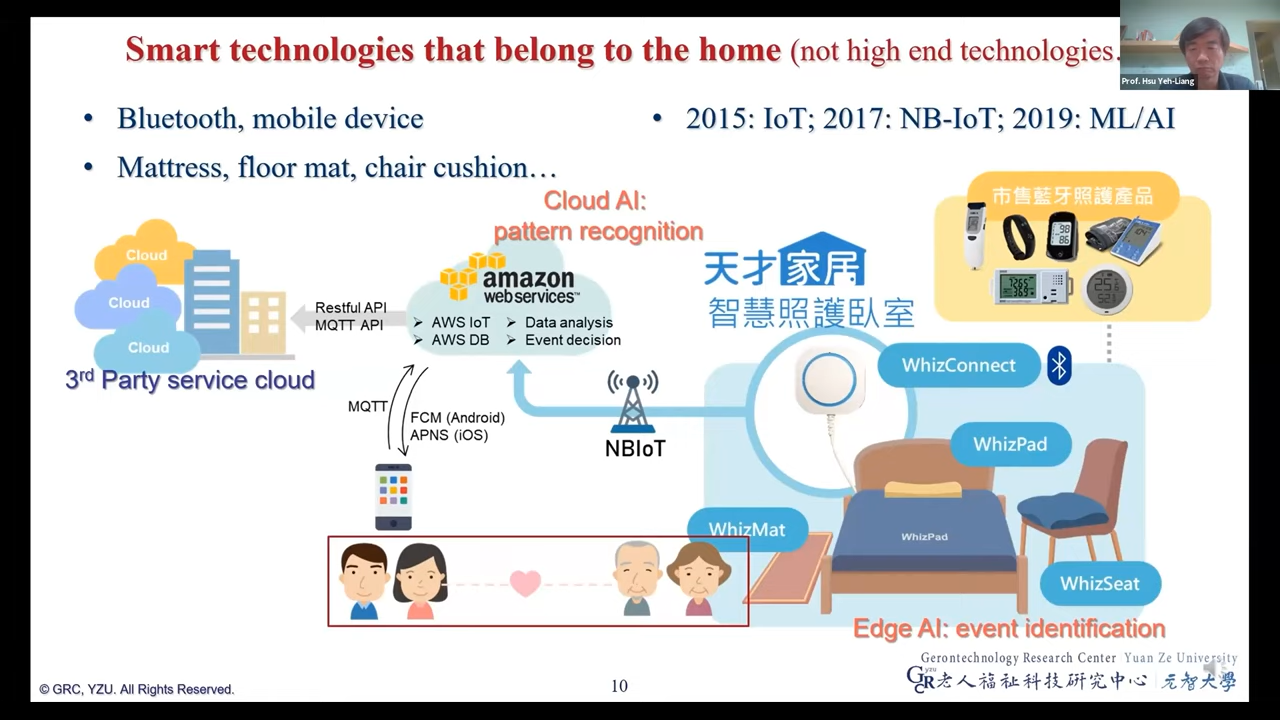 Smart technologies that belong to the home (not high end technologies.
Prof. Hsu Yeh-Liang
• Bluetooth, mobile device
• Mattress, floor mat, chair cushion…
• 2015: IoT; 2017: NB-IoT; 2019: ML/AI
Cloud AI:
pattern recognition
市售藍牙照護產品
Cloud
Cloud
Cloud
3rd Party service cloud
Restful API
MQTT API
amazon
web services™
➢ AWS IoT ➢ Data analysis
➢ AWS DB ➢ Event decision
天才家居
智慧照護臥室
WhizConnect
MQTT
FCM (Android)
APNS (iOS)
NBIoT
WhizPad
WhizMat
WhizPad
WhizSeat
Edge AI: event identification
Gerontechnology Research Center Yuan Ze University
yzu
GRC 老人福祉科技研究中心 元智大學
© GRC, YZU. All Rights Reserved.
10